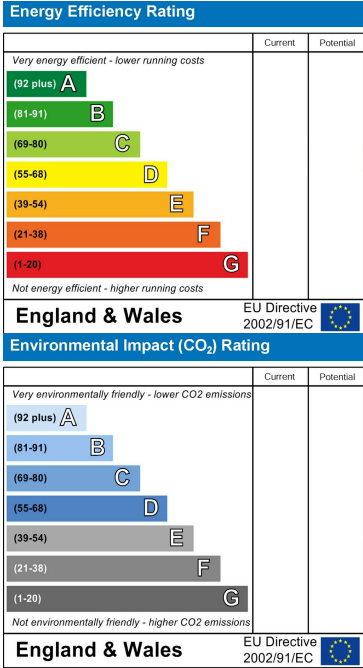 Energy Efficiency Rating
Current Potential
Very energy efficient - lower running costs
(92 plus) A
(81-91) B
(69-80) C
(55-68) D
(39-54) E
(21-38) F
(1-20) G
Not energy efficient - higher running costs
England & Wales
EU Directive
2002/91/EC
Environmental Impact (CO₂) Rating
Current Potential
Very environmentally friendly - lower CO2 emissions
(92 plus) A
(81-91) B
(69-80) C
(55-68) D
(39-54) E
(21-38) F
(1-20) G
Not environmentally friendly - higher CO2 emissions
England & Wales
EU Directive
2002/91/EC